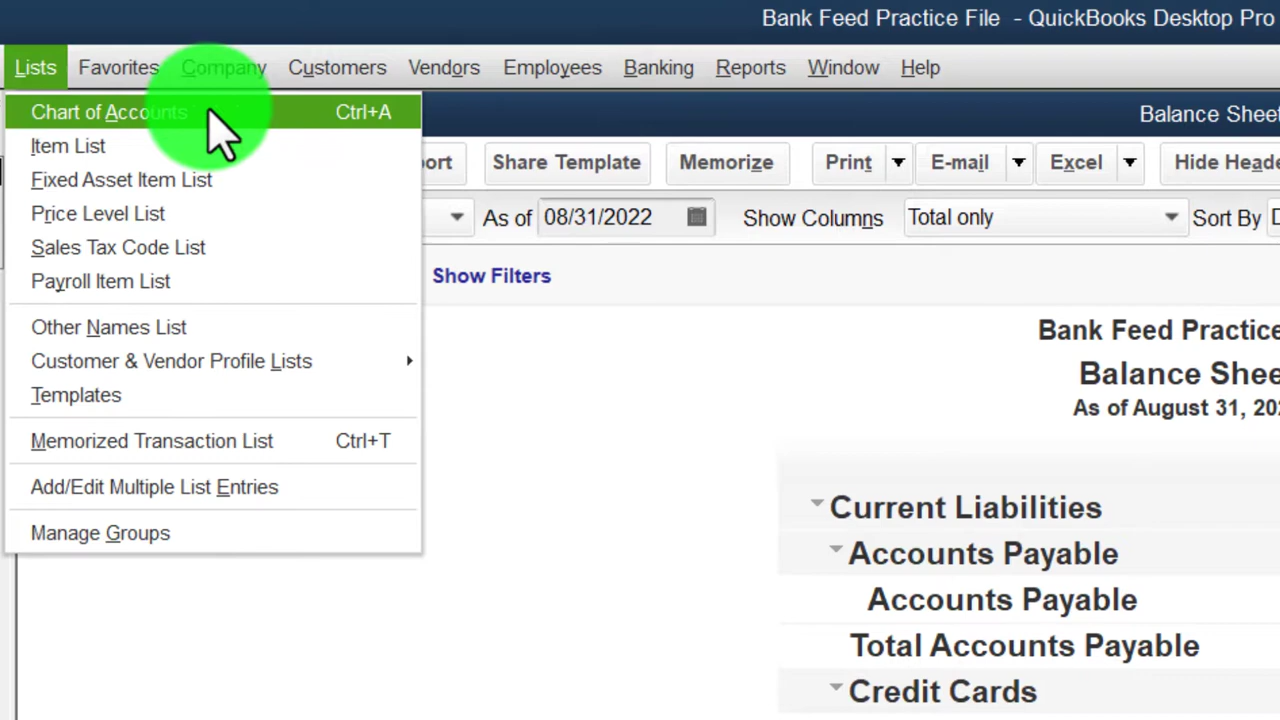 Bank Feed Practice File - QuickBooks Desktop Pro
Lists Favorites Company Customers Vendors Employees Banking Reports Window Help
Chart of Accounts Ctrl+A
Balance Sheet
Item List
Share Template Memorize Print E-mail Excel Hide Heade
Fixed Asset Item List
Price Level List
As of 08/31/2022 Show Columns Total only Sort By
Sales Tax Code List
Payroll Item List
Show Filters
Other Names List
Bank Feed Practice
Customer & Vendor Profile Lists
Balance Shee
Templates
As of August 31, 202
Memorized Transaction List Ctrl+T
Add/Edit Multiple List Entries
Current Liabilities
Manage Groups
Accounts Payable
Accounts Payable
Total Accounts Payable
Credit Cards